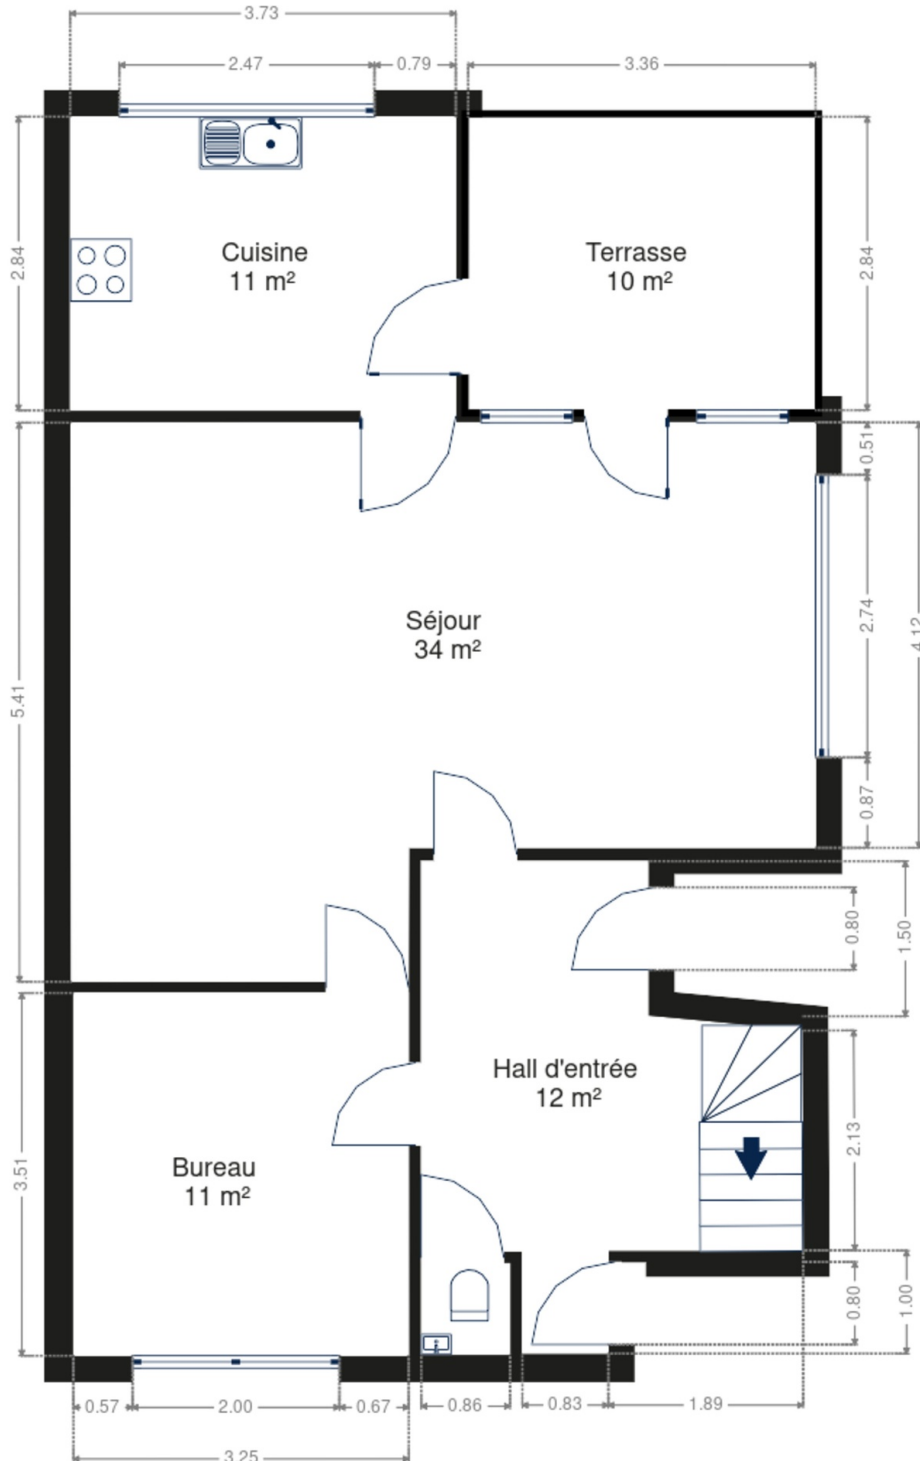 3.73
2.47
0.79
3.36
Cuisine
11 m²
Terrasse
10 m²
2.84
2.84
0.51
Séjour
34 m²
2.74
4.12
5.41
0.87
0.80
1.50
Hall d'entrée
12 m²
2.13
Bureau
11 m²
3.51
0.80
1.00
0.57
2.00
0.67
0.86
0.83
1.89
3.25